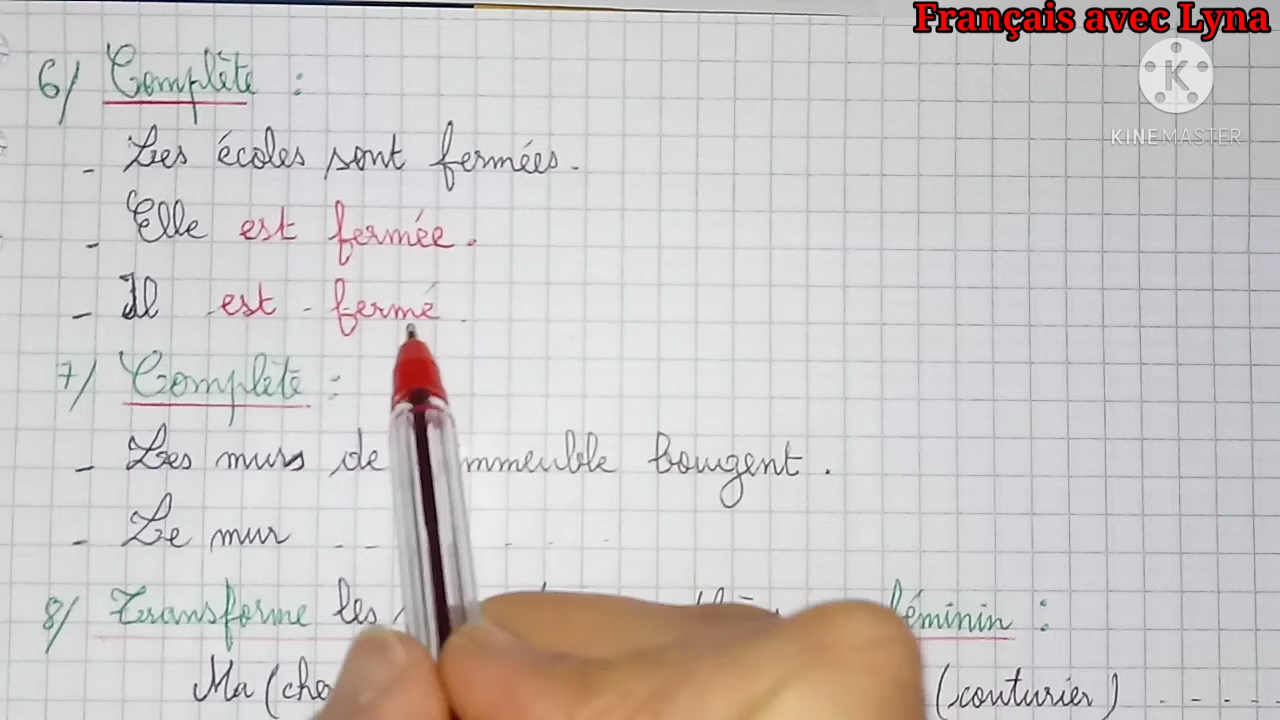 Français avec Lyna
K
KINEMASTER
6/ Complète :
- Les écoles sont fermées.
- Elle est fermée.
- Il est fermé.
7/ Complète :
- Les murs de immeuble bougent.
- Le mur ......
8/ Transforme les féminin :
Ma (couturier) .....